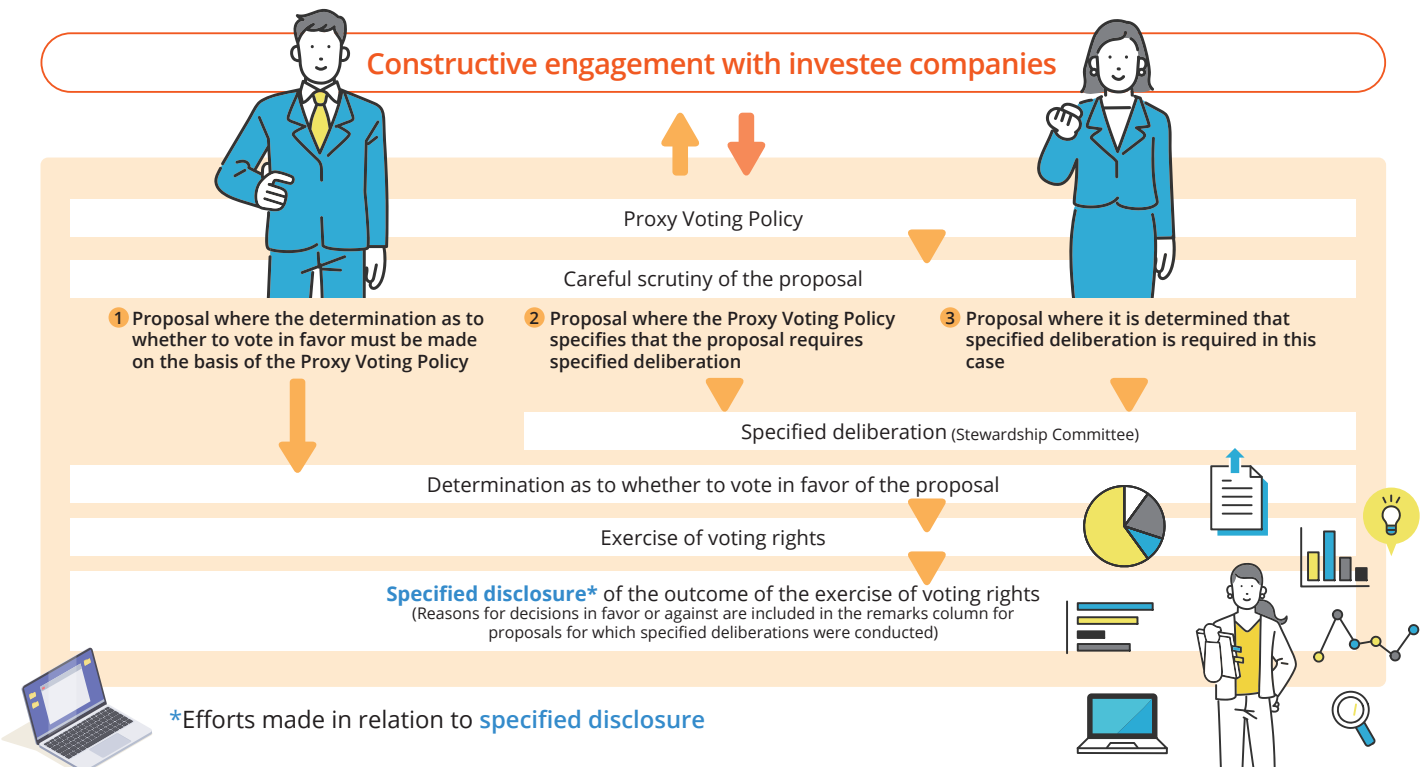 Constructive engagement with investee companies
Proxy Voting Policy
Careful scrutiny of the proposal
1 Proposal where the determination as to
whether to vote in favor must be made
on the basis of the Proxy Voting Policy
2 Proposal where the Proxy Voting Policy
specifies that the proposal requires
specified deliberation
3 Proposal where it is determined that
specified deliberation is required in this
case
Specified deliberation (Stewardship Committee)
Determination as to whether to vote in favor of the proposal
Exercise of voting rights
Specified disclosure* of the outcome of the exercise of voting rights
(Reasons for decisions in favor or against are included in the remarks column for
proposals for which specified deliberations were conducted)
*Efforts made in relation to specified disclosure